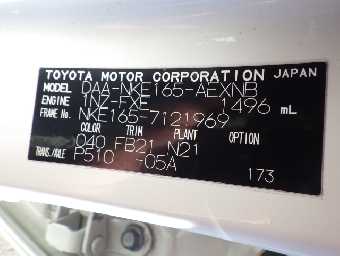 TOYOTA MOTOR CORPORATION JAPAN
MODEL DAA-NKE165-AEXNB
ENGINE 1NZ-FXE 1496 mL
FRAME No. NKE165-7121969
COLOR TRIM PLANT OPTION
040 FB21 N21
TRANS./AXLE P510 -05A
173